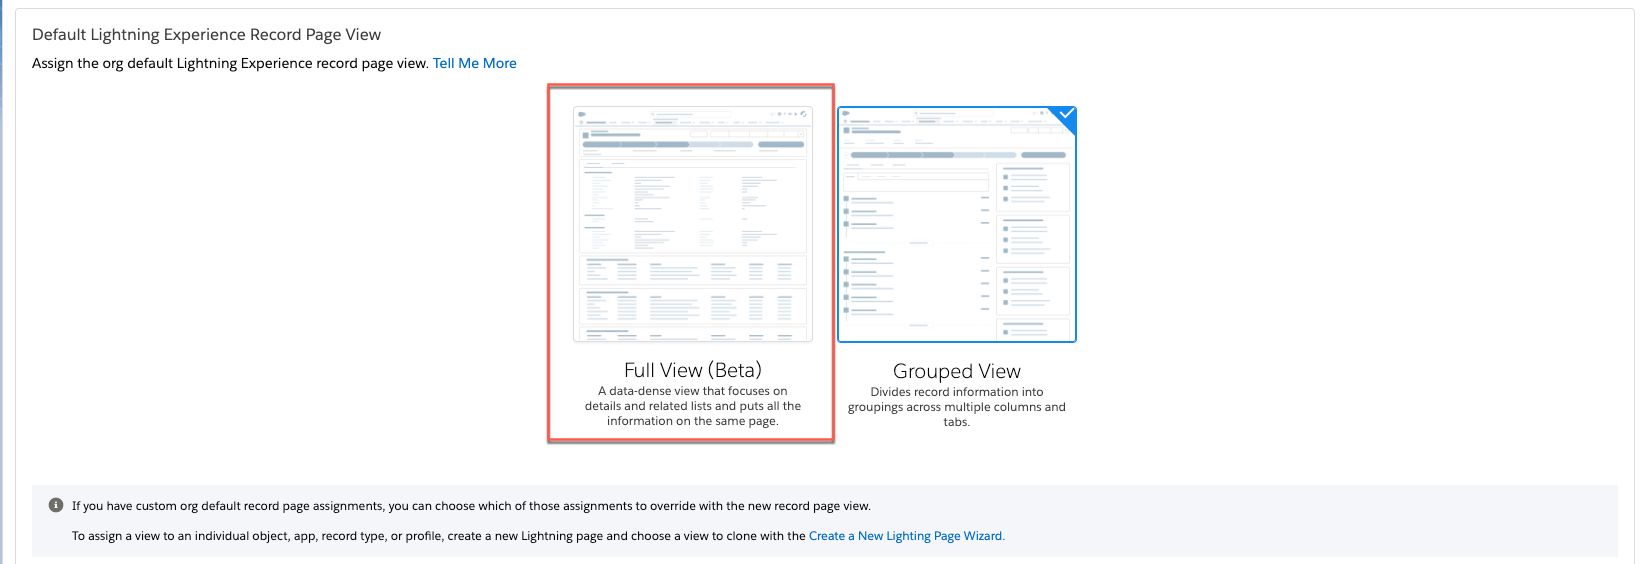 Default Lightning Experience Record Page View
Assign the org default Lightning Experience record page view. Tell Me More
Full View (Beta)
A data-dense view that focuses on
details and related lists and puts all the
information on the same page.
Grouped View
Divides record information into
groupings across multiple columns and
tabs.
If you have custom org default record page assignments, you can choose which of those assignments to override with the new record page view.
To assign a view to an individual object, app, record type, or profile, create a new Lightning page and choose a view to clone with the Create a New Lighting Page Wizard.